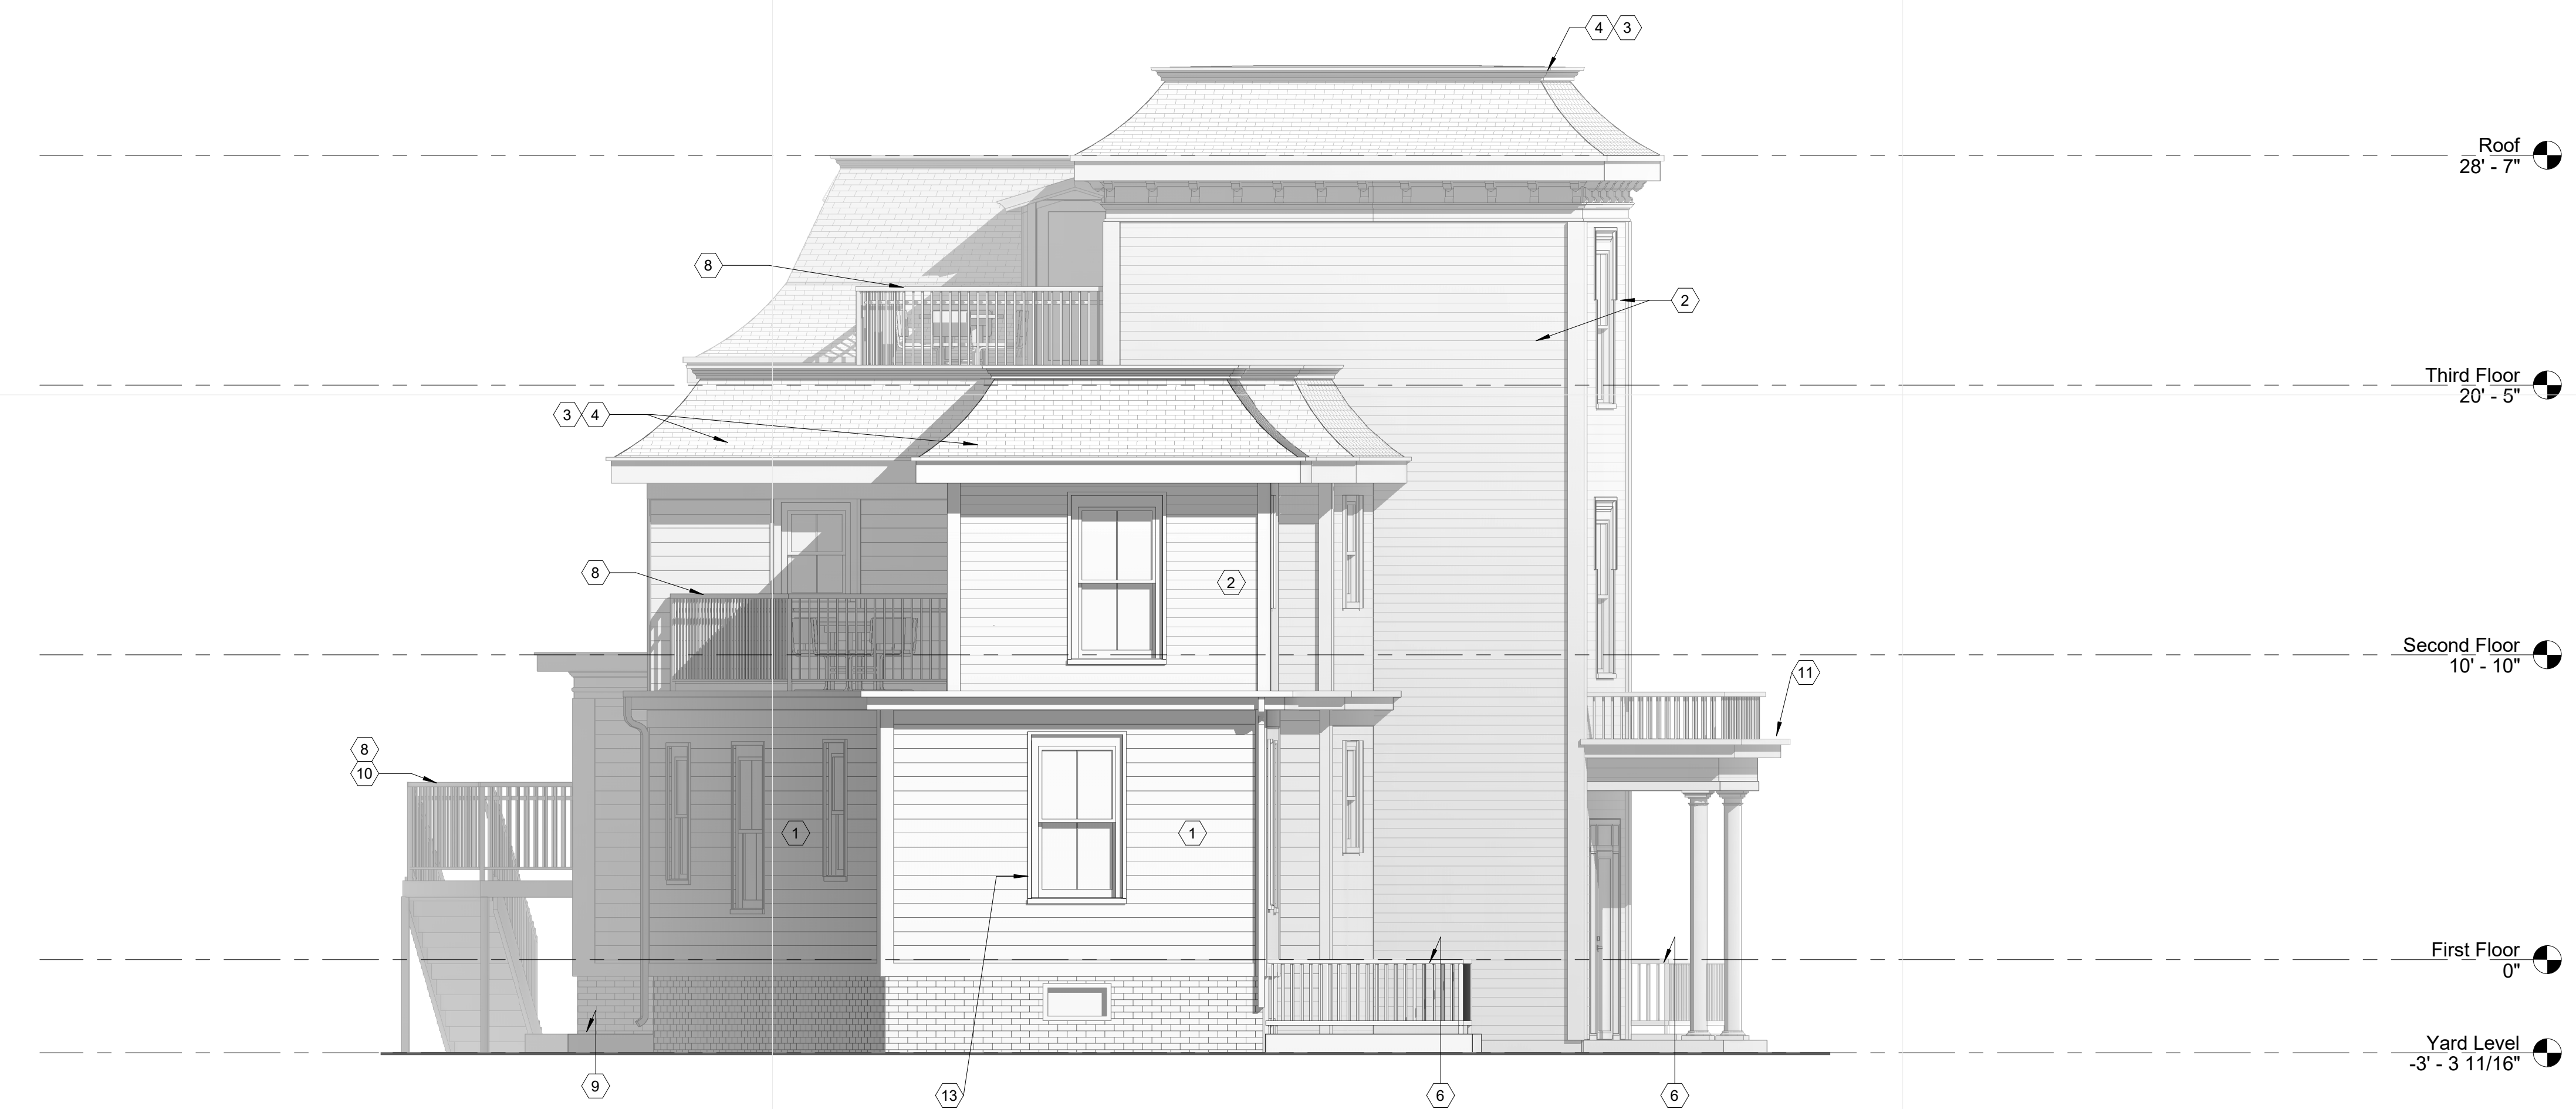 4 3
Roof
28' - 7"
8
2
Third Floor
20' - 5"
3 4
8
2
Second Floor
10' - 10"
11
8
10
1
1
13
First Floor
0"
Yard Level
-3' - 3 11/16"
9
6
6